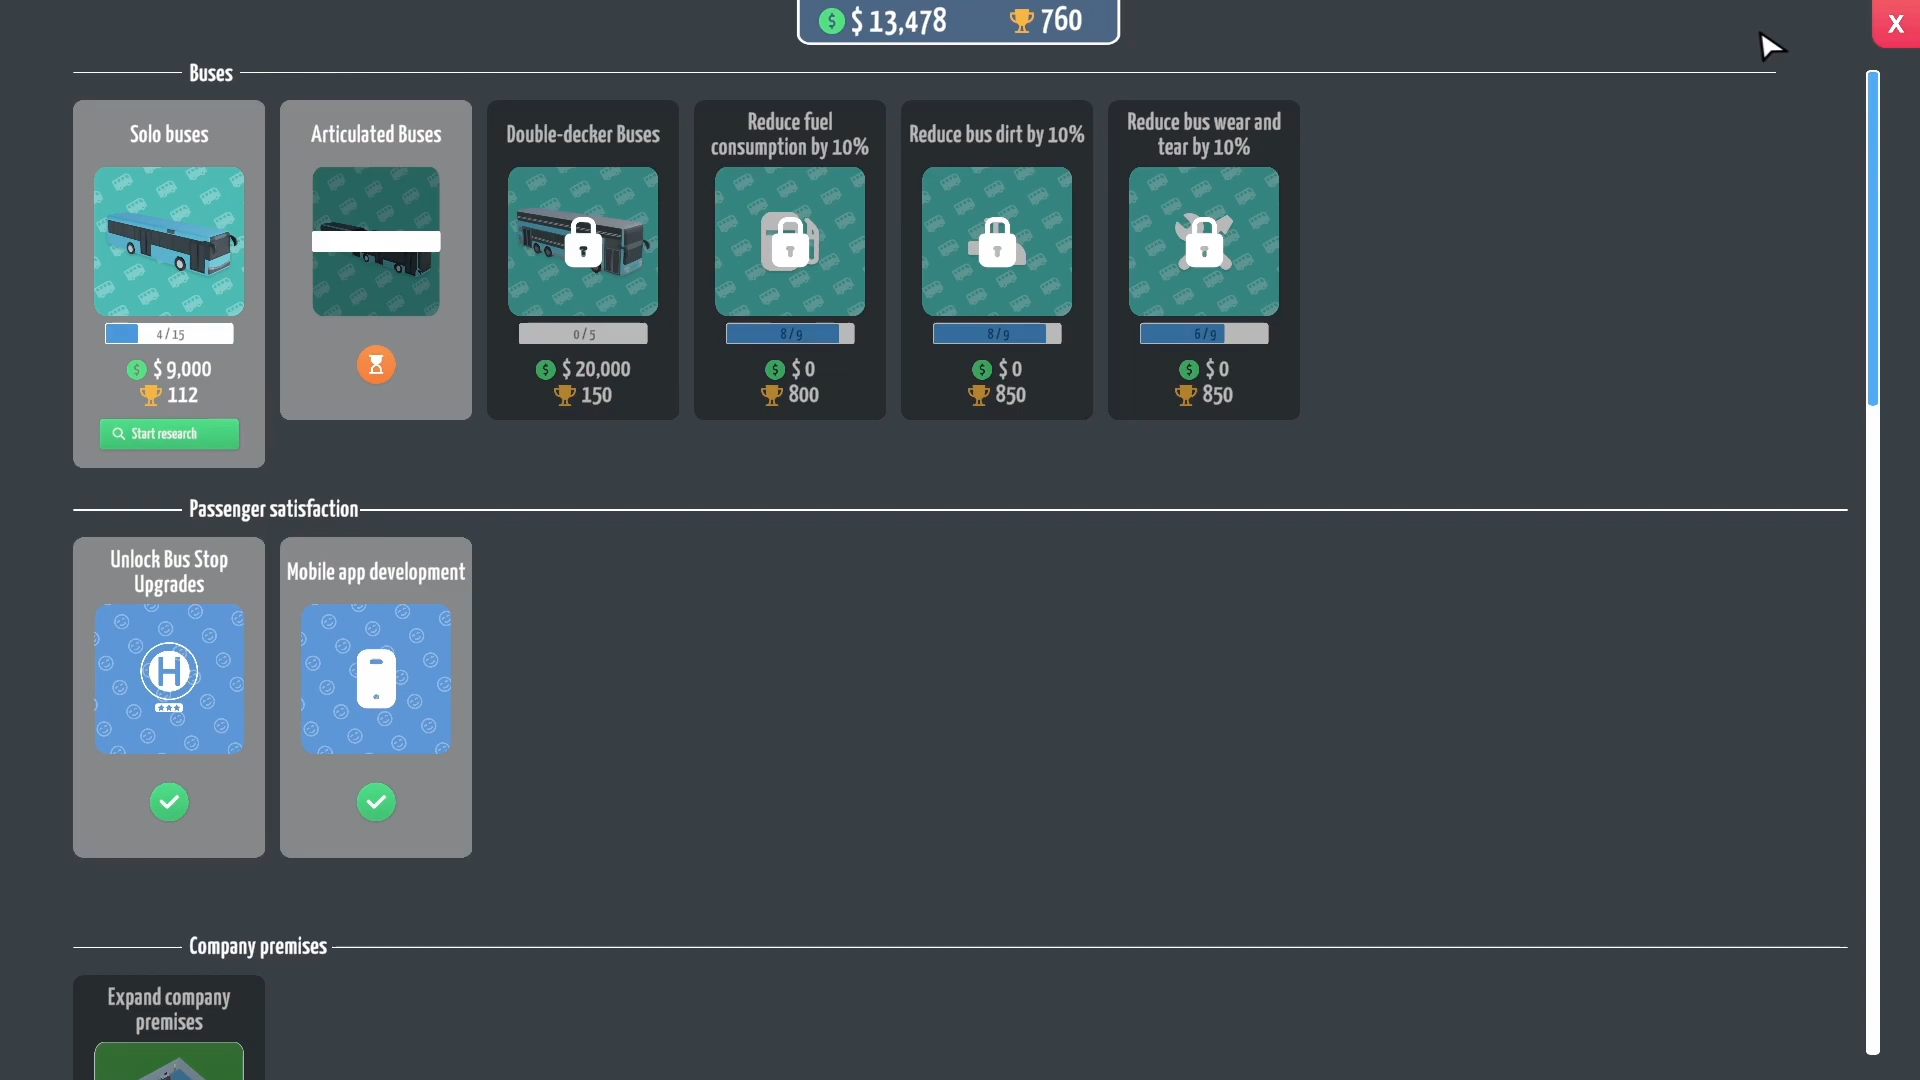 $ 13,478
760
X
Buses
Solo buses
4 / 15
$ 9,000
112
Start research
Articulated Buses
Double-decker Buses
0 / 5
$ 20,000
150
Reduce fuel
consumption by 10%
8 / 9
$ 0
800
Reduce bus dirt by 10%
8 / 9
$ 0
850
Reduce bus wear and
tear by 10%
6 / 9
$ 0
850
Passenger satisfaction
Unlock Bus Stop
Upgrades
H
Mobile app development
Company premises
Expand company
premises